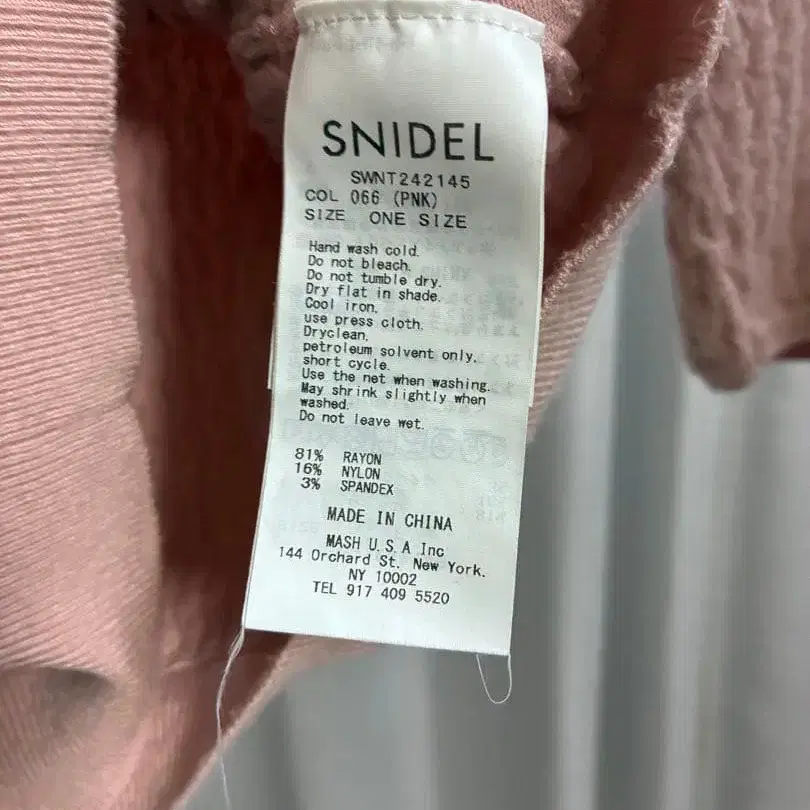 SNIDEL
SWNT242145
COL 066 (PNK)
SIZE ONE SIZE
Hand wash cold.
Do not bleach.
Do not tumble dry.
Dry flat in shade.
Cool iron.
use press cloth.
Dryclean,
petroleum solvent only.
short cycle.
Use the net when washing.
May shrink slightly when
washed.
Do not leave wet.
81% RAYON
16% NYLON
3% SPANDEX
MADE IN CHINA
MASH U.S.A Inc
144 Orchard St. New York.
NY 10002
TEL 917 409 5520